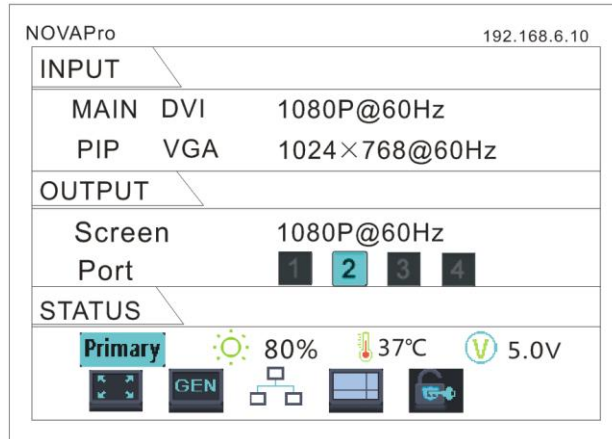 NOVAPro 192.168.6.10
INPUT
MAIN DVI 1080P@60Hz
PIP VGA 1024×768@60Hz
OUTPUT
Screen 1080P@60Hz
Port 1 2 3 4
STATUS
Primary 80% 37℃ V 5.0V
GEN